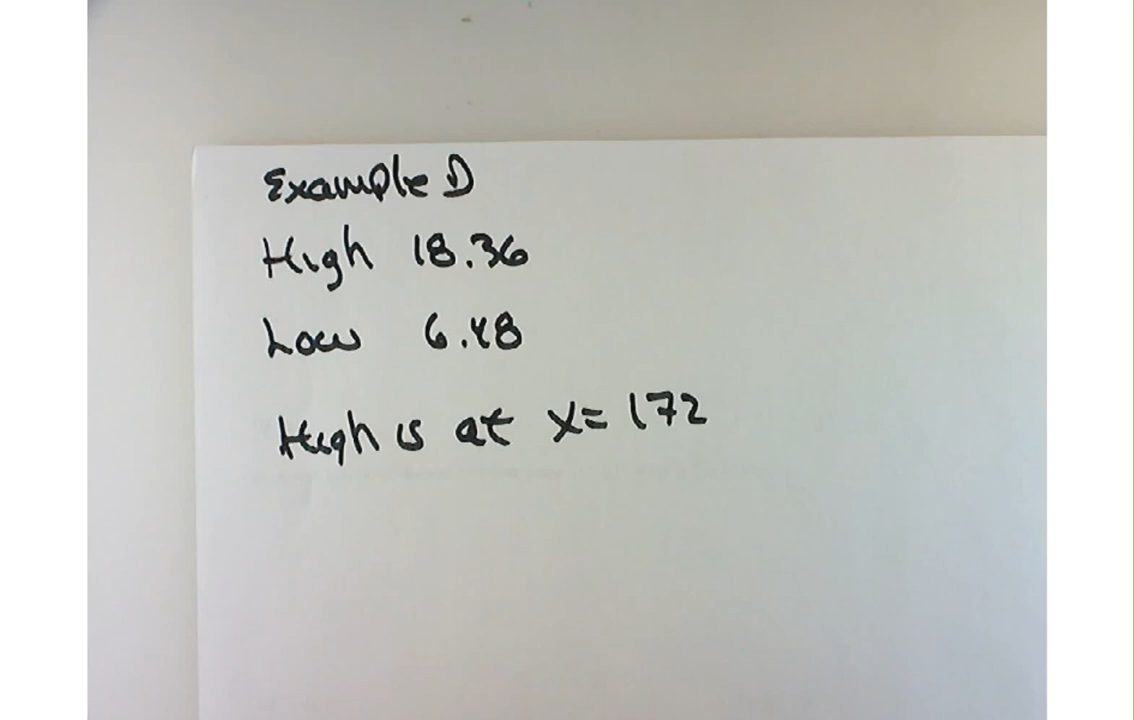 Example D
High 18.36
Low 6.48
High is at x = 172